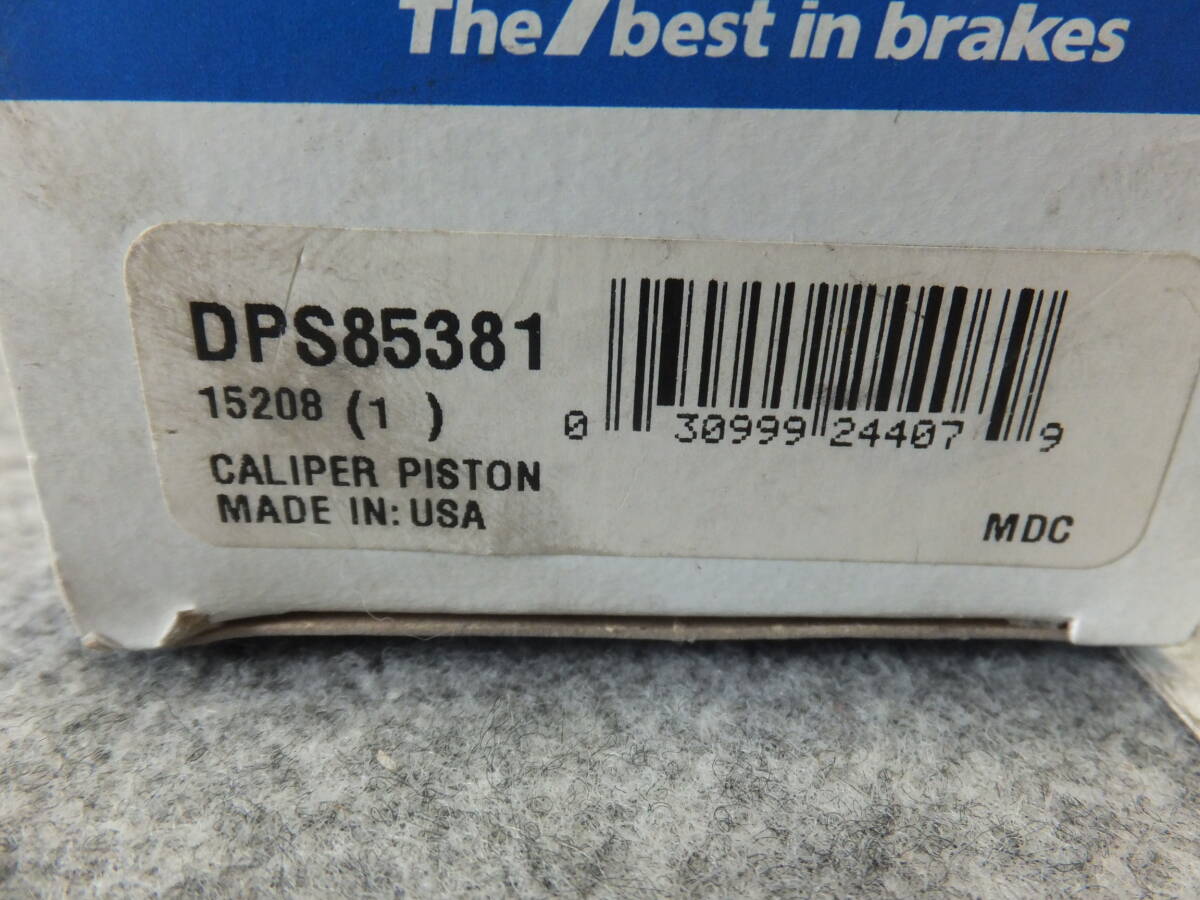 The best in brakes
DPS85381
15208 (1 )
0 30999 24407 9
CALIPER PISTON
MADE IN: USA
MDC